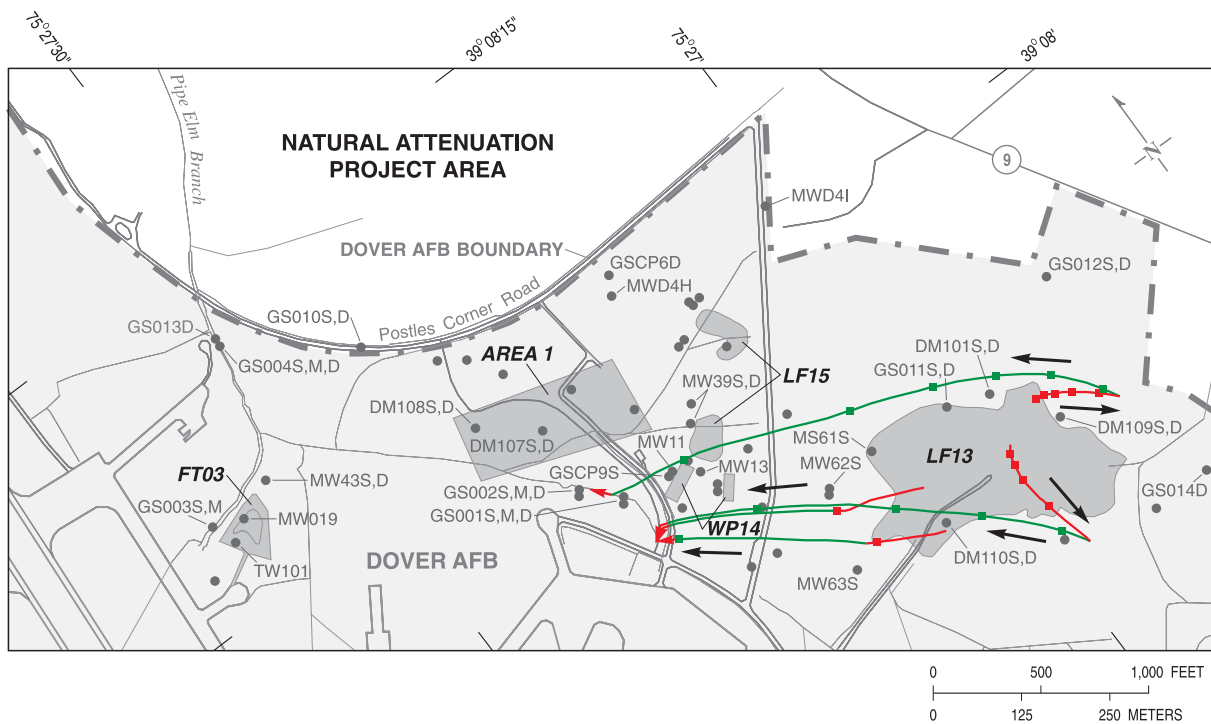 75°27'30"
39°08'15"
75°27'
39°08'
Pipe Elm Branch
NATURAL ATTENUATION
PROJECT AREA
9
N
MWD4I
DOVER AFB BOUNDARY
GSCP6D
GS012S,D
MWD4H
Postles Corner Road
GS010S,D
GS013D
GS004S,M,D
AREA 1
DM101S,D
GS011S,D
LF15
MW39S,D
DM108S,D
DM109S,D
DM107S,D
MW11
MS61S
LF13
MW13
MW62S
FT03
GSCP9S
MW43S,D
GS002S,M,D
GS014D
GS003S,M
GS001S,M,D
MW019
WP14
DM110S,D
DOVER AFB
TW101
MW63S
0 500 1,000 FEET
0 125 250 METERS